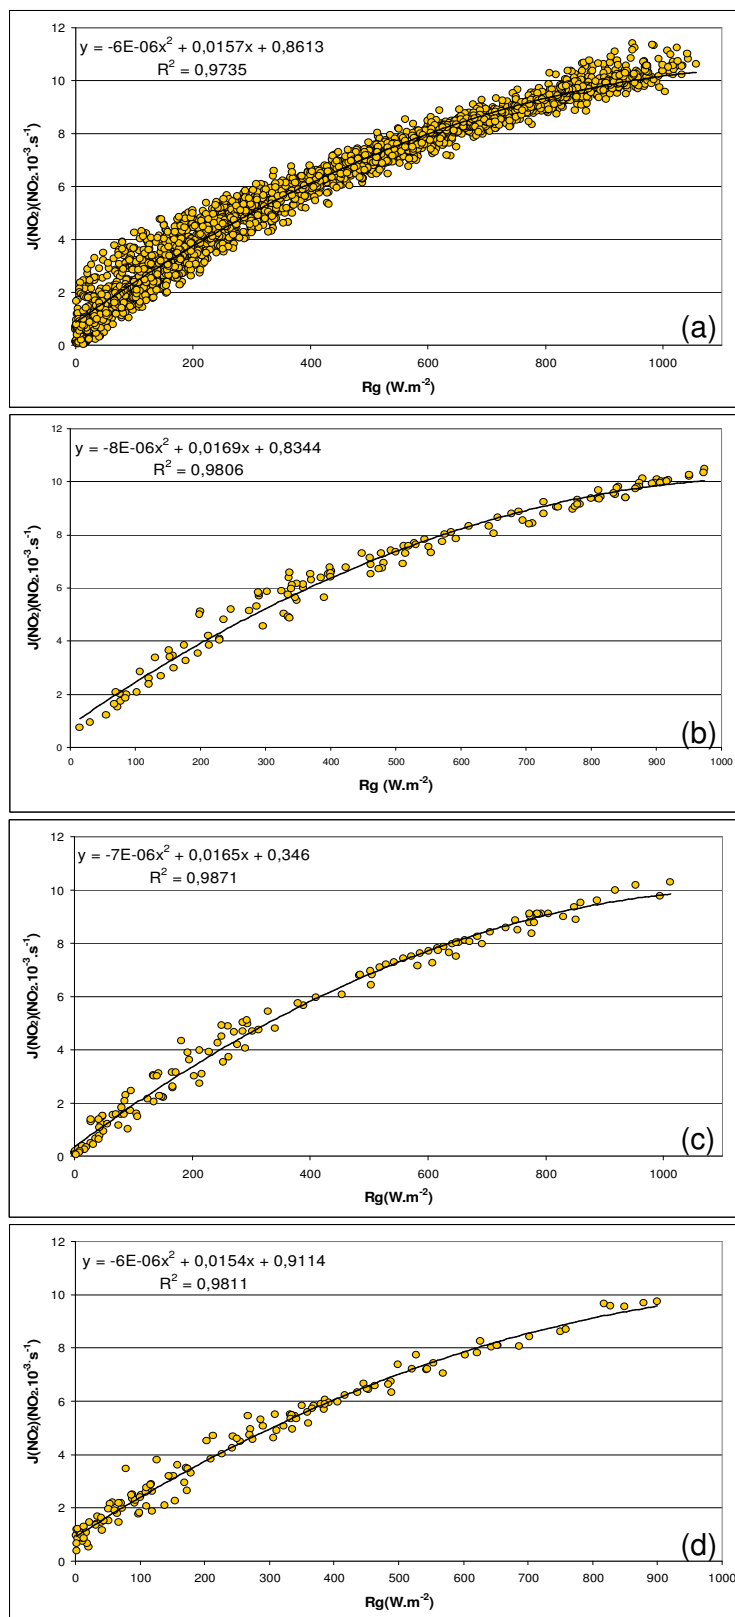 y = -6E-06x² + 0,0157x + 0,8613
R² = 0,9735
12
10
8
6
4
2
0
J(NO₂)(NO₂.10⁻³.s⁻¹)
0 200 400 600 800 1000
Rg (W.m⁻²)
(a)
y = -8E-06x² + 0,0169x + 0,8344
R² = 0,9806
12
10
8
6
4
2
0
J(NO₂)(NO₂.10⁻³.s⁻¹)
0 100 200 300 400 500 600 700 800 900 1000
Rg (W.m⁻²)
(b)
y = -7E-06x² + 0,0165x + 0,346
R² = 0,9871
12
10
8
6
4
2
0
J(NO₂)(NO₂.10⁻³.s⁻¹)
0 200 400 600 800 1000
Rg(W.m⁻²)
(c)
y = -6E-06x² + 0,0154x + 0,9114
R² = 0,9811
12
10
8
6
4
2
0
J(NO₂)(NO₂.10⁻³.s⁻¹)
0 100 200 300 400 500 600 700 800 900 1000
Rg(W.m⁻²)
(d)